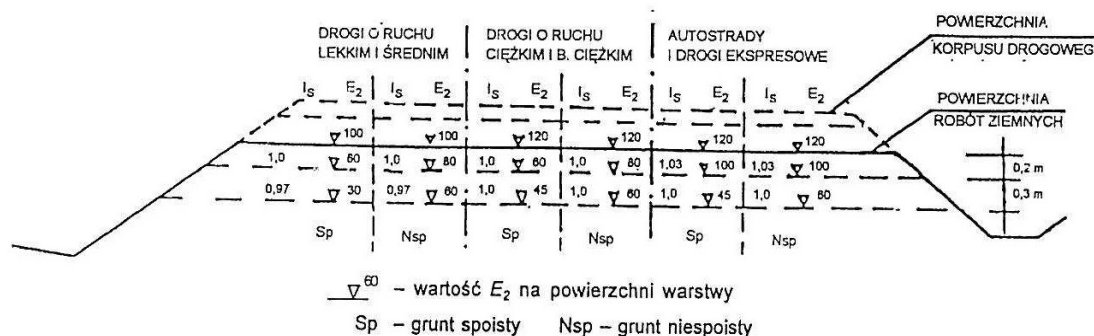 DROGI O RUCHU
LEKKIM I ŚREDNIM
DROGI O RUCHU
CIĘŻKIM I B. CIĘŻKIM
AUTOSTRADY
I DROGI EKSPRESOWE
POWIERZCHNIA
KORPUSU DROGOWEG
POWIERZCHNIA
ROBÓT ZIEMNYCH
IS E2 IS E2 IS E2 IS E2 IS E2 IS E2
100 100 120 120 120 120
1,0 60 1,0 80 1,0 60 1,0 80 1,03 100 1,03 100
0,2 m
0,97 30 0,97 60 1,0 45 1,0 60 1,0 45 1,0 60
0,3 m
Sp Nsp Sp Nsp Sp Nsp
60 – wartość E2 na powierzchni warstwy
Sp – grunt spoisty Nsp – grunt niespoisty